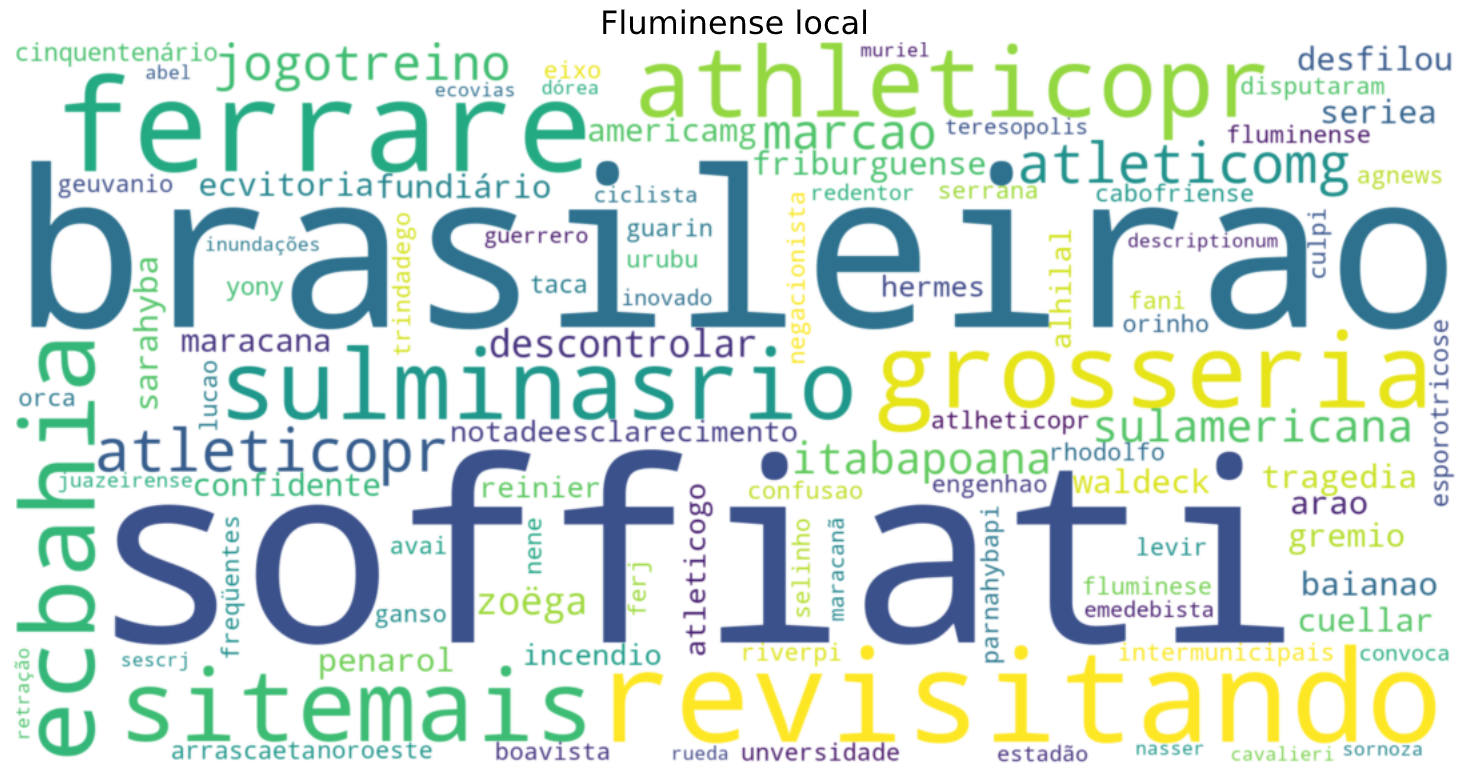 Fluminense local
cinquentenário
abel
jogotreino
ecovias
eixo
dórea
muriel
desfilou
disputaram
seriea
ferrare
athleticopr
americamg
marcao
teresopolis
fluminense
friburguense
atleticomg
agnews
geuvanio
ecvitoria
fundiário
ciclista
redentor
serrana
cabofriense
brasileirao
inundações
guerrero
guarin
urubu
negacionista
descriptionum
culpi
yony
trindadego
taca
inovado
hermes
alhilal
fani
orinho
sarahyba
maracana
descontrolar
lucao
sulminasrio
grosseria
esporotricose
orca
ecbahia
atleticopr
notadeesclarecimento
atlheticopr
sulamericana
itabapoana
rhodolfo
juazeirense
confidente
reinier
confusao
engenhao
waldeck
tragedia
arao
gremio
soffiati
freqüentes
avai
nene
atleticogo
selinho
maracanã
parnahybapi
levir
ganso
zoëga
ferj
fluminese
emedebista
baianao
cuellar
sescrj
penarol
incendio
riverpi
intermunicipais
convoca
retração
sitemais
revisitando
arrascaeta
noroeste
boavista
rueda
unversidade
estadão
nasser
cavalieri
sornoza